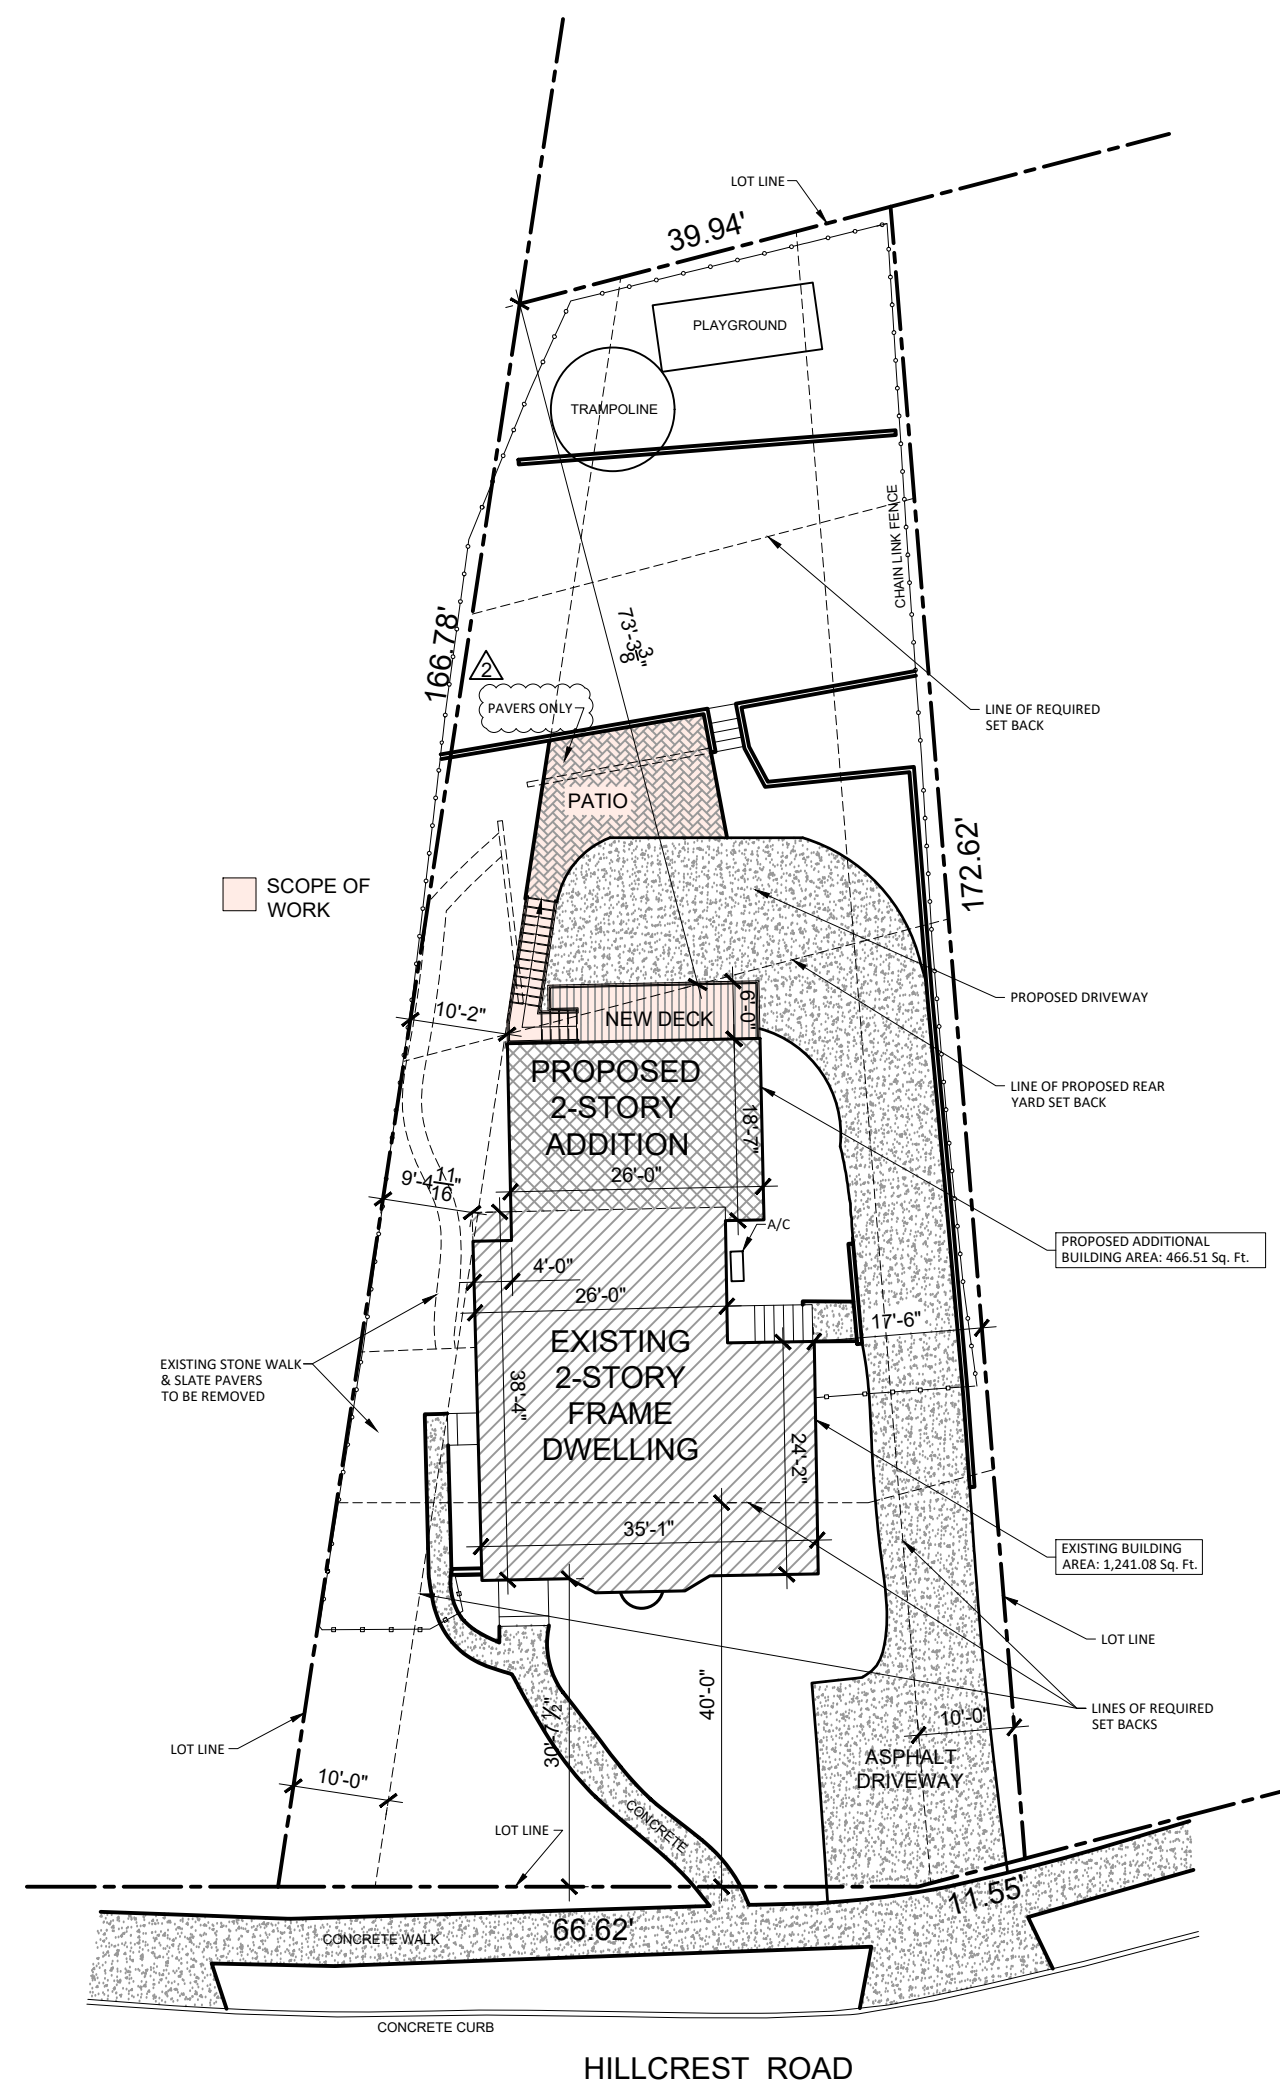 LOT LINE
39.94'
PLAYGROUND
TRAMPOLINE
CHAIN LINK FENCE
166.78'
73'-3 3/8"
2
PAVERS ONLY
LINE OF REQUIRED
SET BACK
PATIO
172.62'
SCOPE OF
WORK
PROPOSED DRIVEWAY
10'-2"
6'-0"
NEW DECK
PROPOSED
2-STORY
ADDITION
18'-7"
LINE OF PROPOSED REAR
YARD SET BACK
9'-4 11/16"
26'-0"
A/C
PROPOSED ADDITIONAL
BUILDING AREA: 466.51 Sq. Ft.
4'-0"
26'-0"
17'-6"
EXISTING
2-STORY
FRAME
DWELLING
EXISTING STONE WALK
& SLATE PAVERS
TO BE REMOVED
38'-4"
24'-2"
35'-1"
EXISTING BUILDING
AREA: 1,241.08 Sq. Ft.
LOT LINE
40'-0"
30'-7 1/2"
LINES OF REQUIRED
SET BACKS
10'-0"
LOT LINE
ASPHALT
DRIVEWAY
10'-0"
CONCRETE
LOT LINE
11.55'
66.62'
CONCRETE WALK
CONCRETE CURB
HILLCREST ROAD